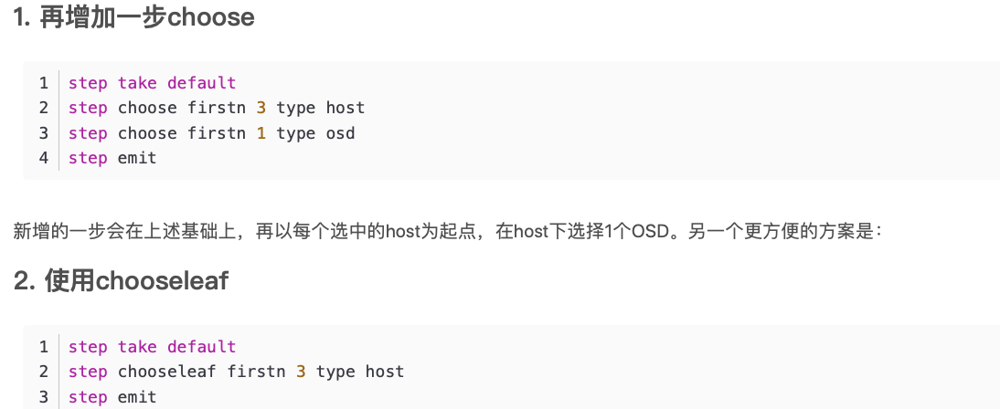 1. 再增加一步choose
1 step take default
2 step choose firstn 3 type host
3 step choose firstn 1 type osd
4 step emit
新增的一步会在上述基础上，再以每个选中的host为起点，在host下选择1个OSD。另一个更方便的方案是：
2. 使用chooseleaf
1 step take default
2 step chooseleaf firstn 3 type host
3 step emit